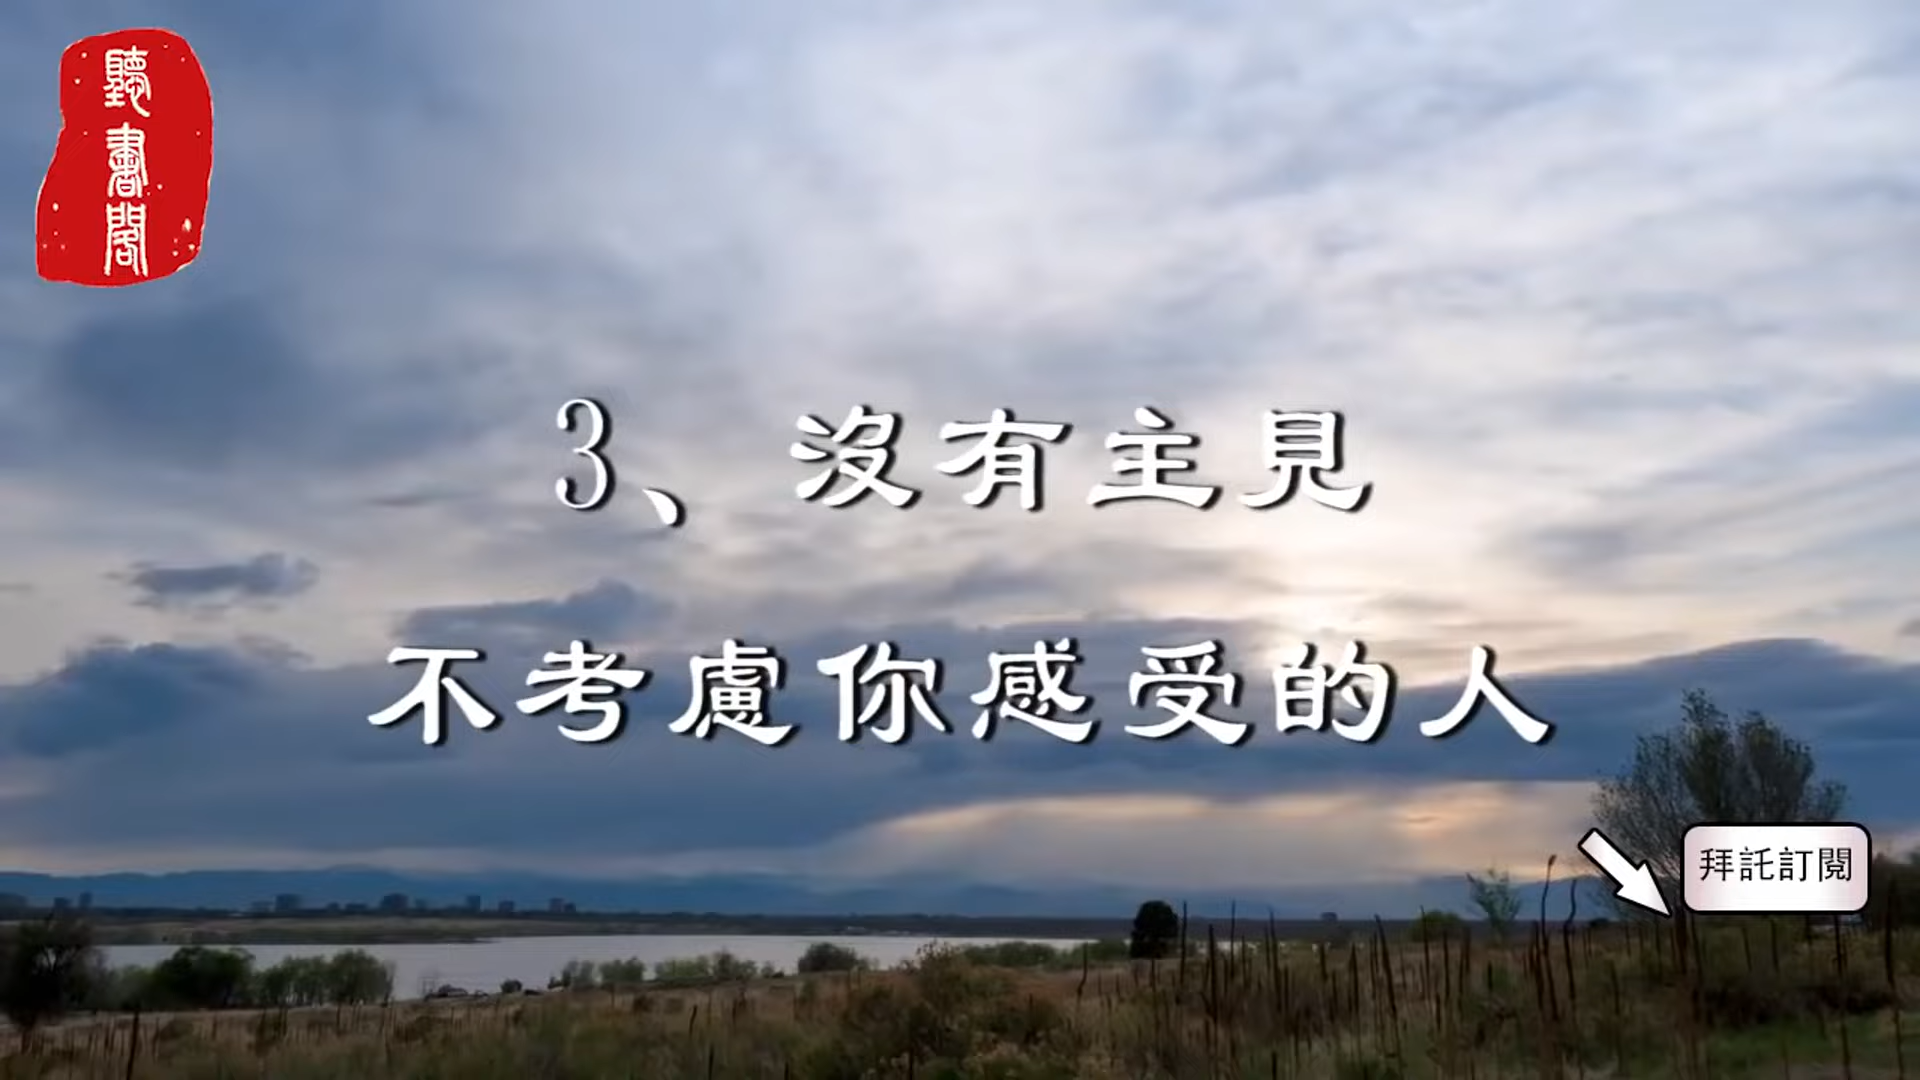 聽書閣
3、沒有主見
不考慮你感受的人
拜託訂閱